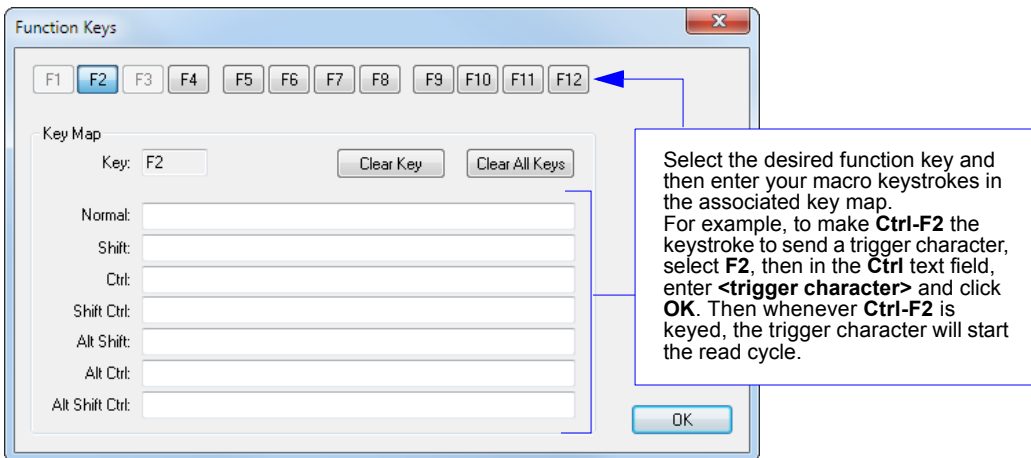 Function Keys
x
F1 F2 F3 F4 F5 F6 F7 F8 F9 F10 F11 F12
Key Map
Key: F2 Clear Key Clear All Keys
Normal:
Shift:
Ctrl:
Shift Ctrl:
Alt Shift:
Alt Ctrl:
Alt Shift Ctrl:
Select the desired function key and
then enter your macro keystrokes in
the associated key map.
For example, to make Ctrl-F2 the
keystroke to send a trigger character,
select F2, then in the Ctrl text field,
enter <trigger character> and click
OK. Then whenever Ctrl-F2 is
keyed, the trigger character will start
the read cycle.
OK